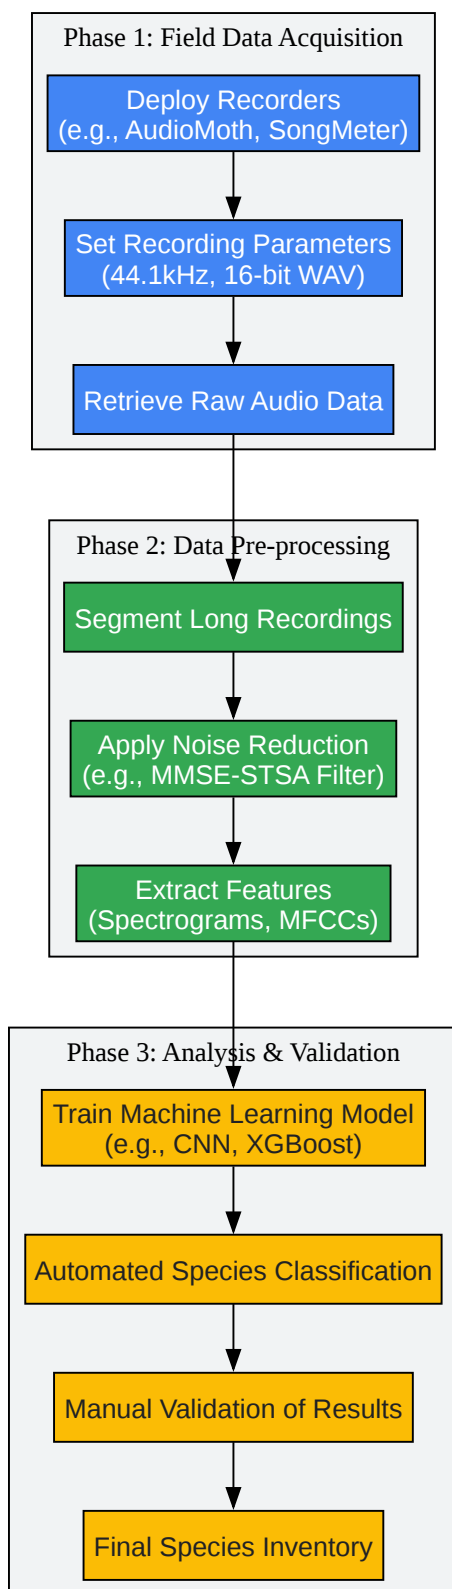 Phase 1: Field Data Acquisition
Deploy Recorders
(e.g., AudioMoth, SongMeter)
Set Recording Parameters
(44.1kHz, 16-bit WAV)
Retrieve Raw Audio Data
Phase 2: Data Pre-processing
Segment Long Recordings
Apply Noise Reduction
(e.g., MMSE-STSA Filter)
Extract Features
(Spectrograms, MFCCs)
Phase 3: Analysis & Validation
Train Machine Learning Model
(e.g., CNN, XGBoost)
Automated Species Classification
Manual Validation of Results
Final Species Inventory